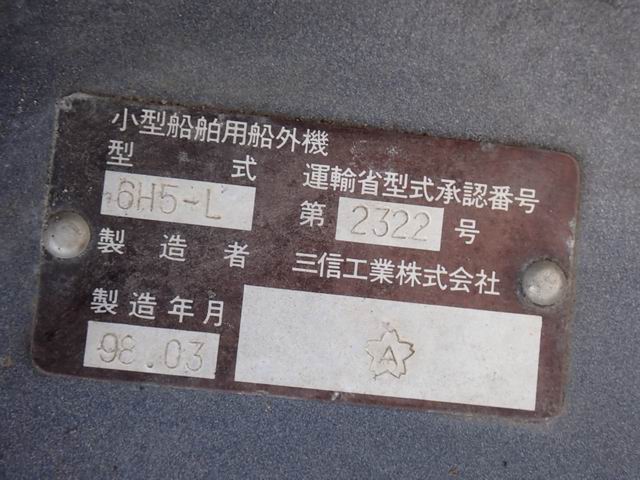 小型船舶用船外機
型式 運輸省型式承認番号
6H5-L 第 2322 号
製造者 三信工業株式会社
製造年月
98.03
A